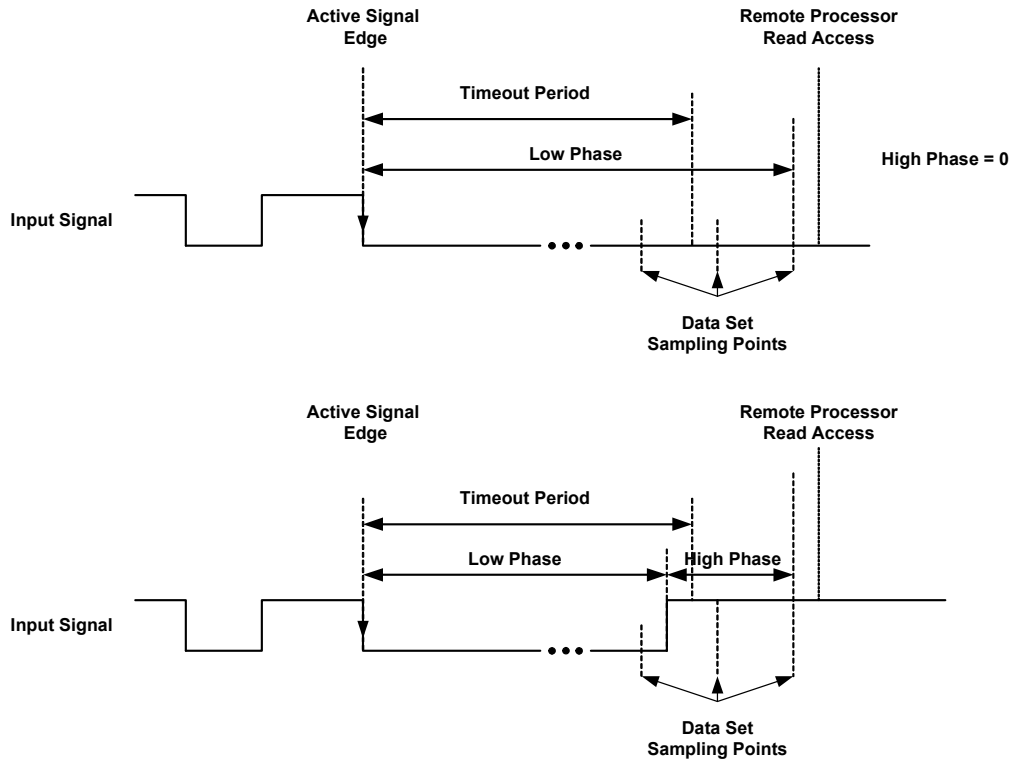 Active Signal
Edge
Remote Processor
Read Access
Timeout Period
Low Phase
High Phase = 0
Input Signal
Data Set
Sampling Points
Active Signal
Edge
Remote Processor
Read Access
Timeout Period
Low Phase
High Phase
Input Signal
Data Set
Sampling Points